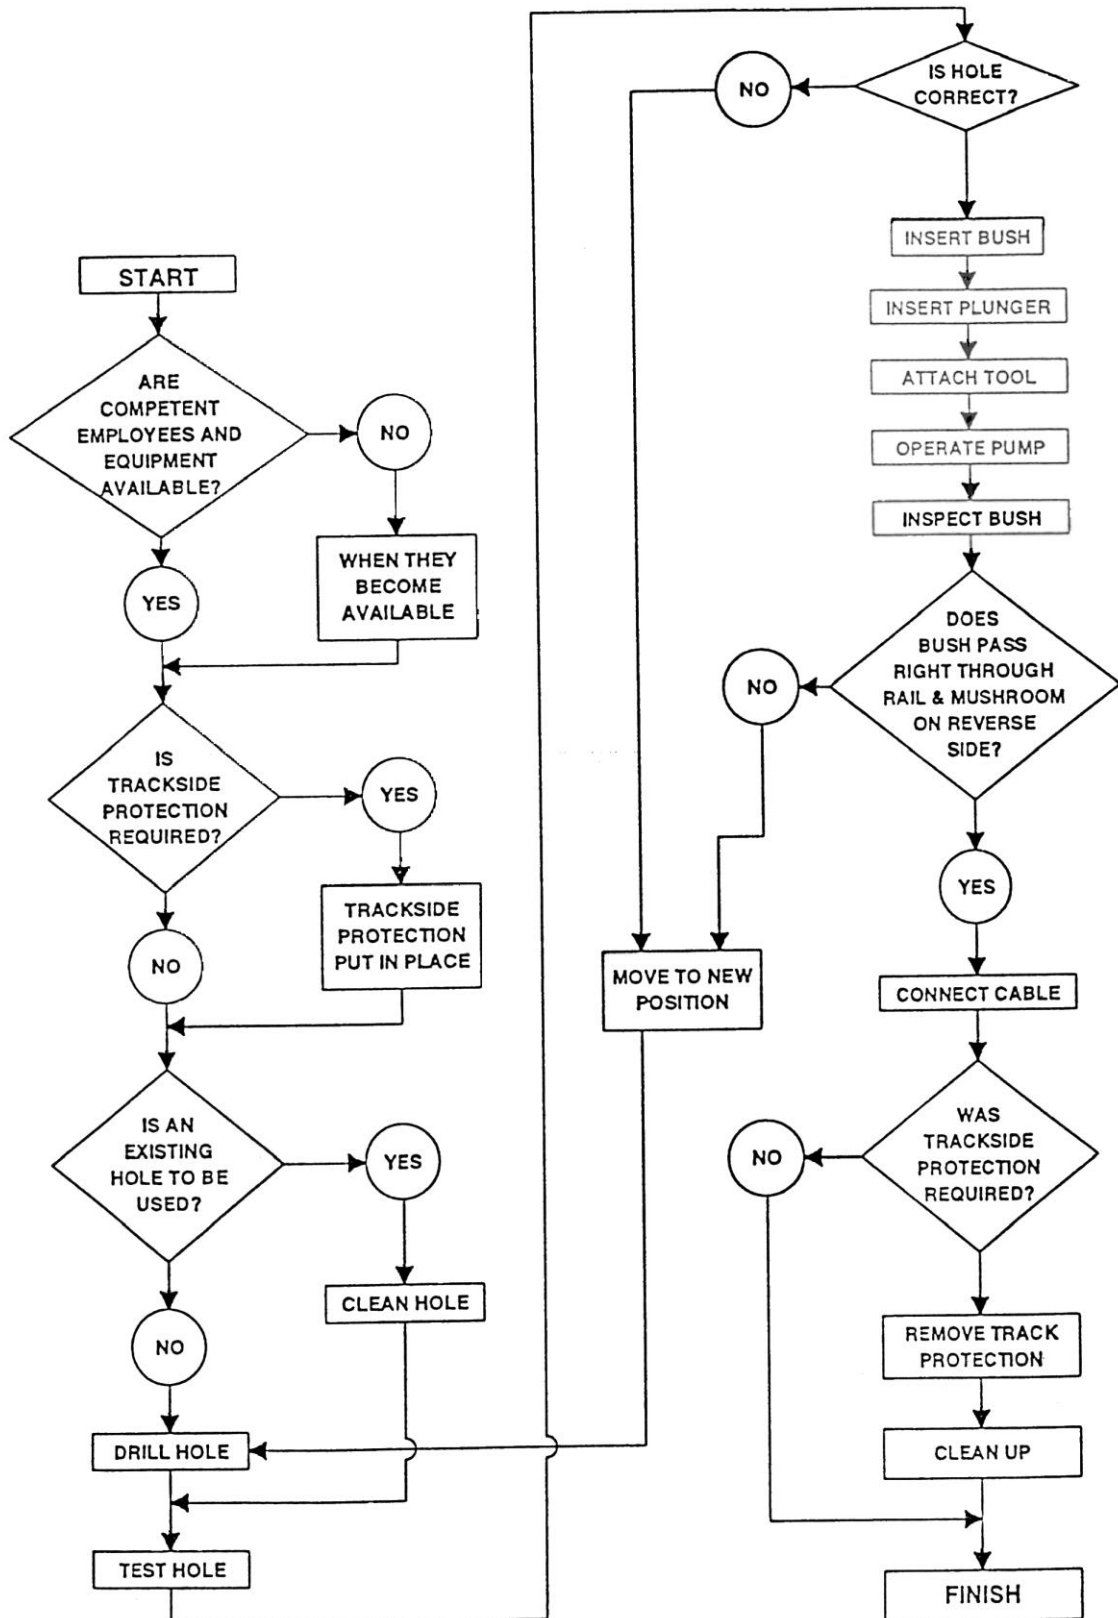 START
ARE
COMPETENT
EMPLOYEES AND
EQUIPMENT
AVAILABLE?
NO
WHEN THEY
BECOME
AVAILABLE
YES
IS
TRACKSIDE
PROTECTION
REQUIRED?
YES
TRACKSIDE
PROTECTION
PUT IN PLACE
NO
IS AN
EXISTING
HOLE TO BE
USED?
YES
CLEAN HOLE
NO
DRILL HOLE
TEST HOLE
IS HOLE
CORRECT?
NO
INSERT BUSH
INSERT PLUNGER
ATTACH TOOL
OPERATE PUMP
INSPECT BUSH
DOES
BUSH PASS
RIGHT THROUGH
RAIL & MUSHROOM
ON REVERSE
SIDE?
NO
MOVE TO NEW
POSITION
YES
CONNECT CABLE
WAS
TRACKSIDE
PROTECTION
REQUIRED?
NO
REMOVE TRACK
PROTECTION
CLEAN UP
FINISH